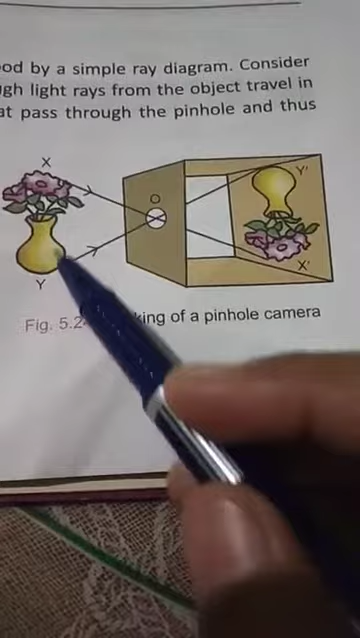 od by a simple ray diagram. Consider
gh light rays from the object travel in
at pass through the pinhole and thus
X
O
Y'
X'
Y
Fig. 5.2 king of a pinhole camera